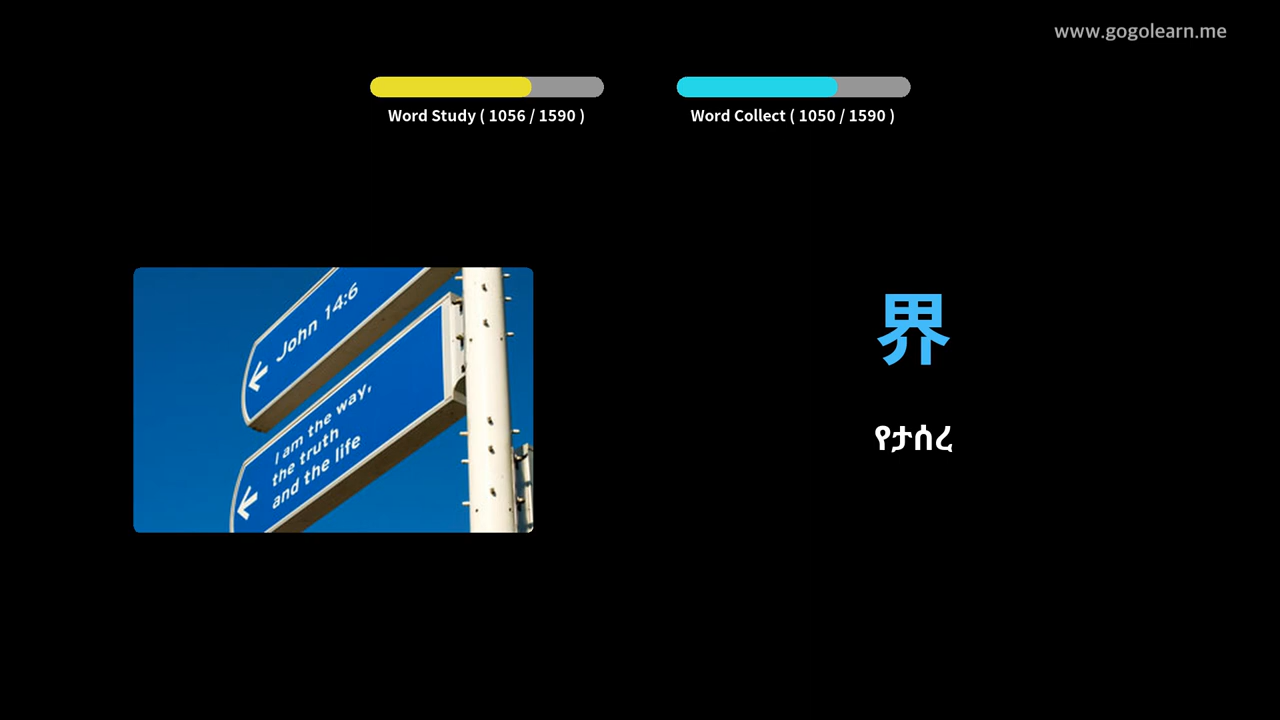 www.gogolearn.me
Word Study ( 1056 / 1590 )
Word Collect ( 1050 / 1590 )
John 14:6
I am the way,
the truth
and the life
界
የታሰረ